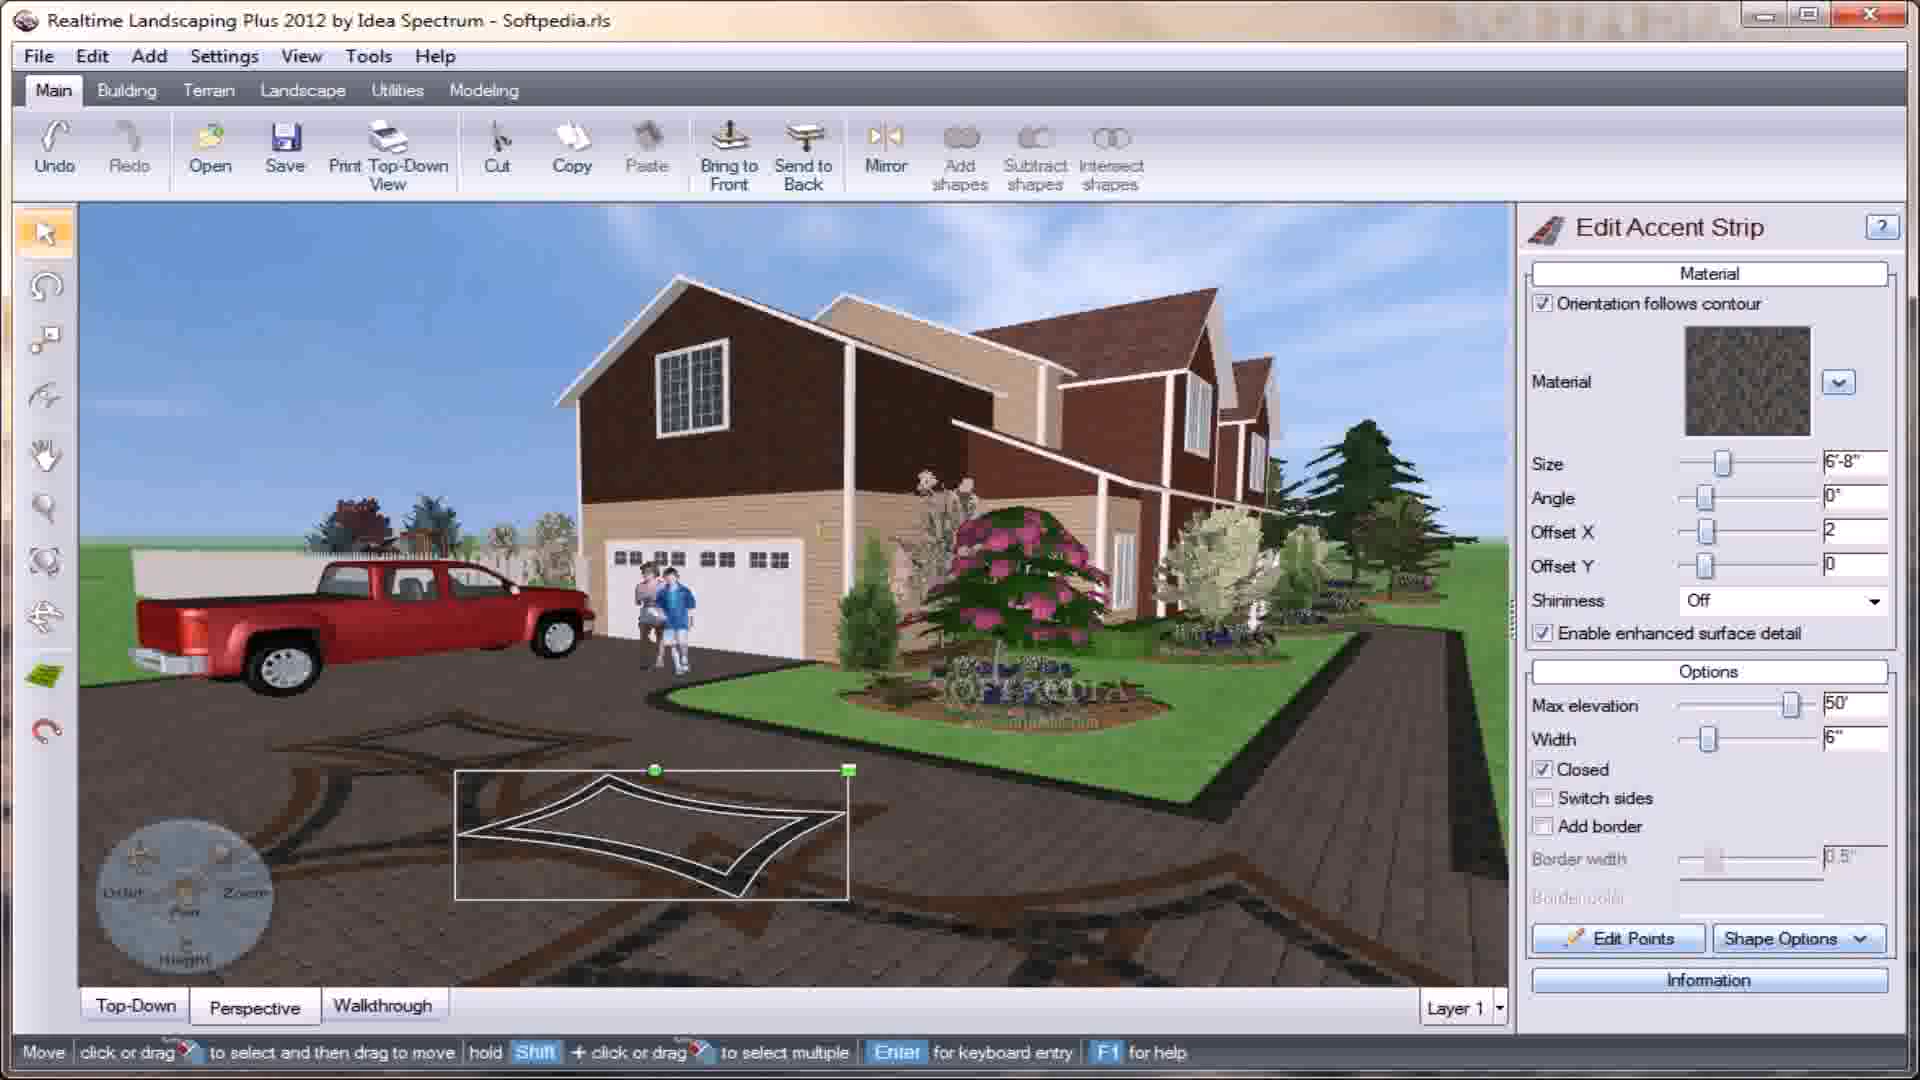 Realtime Landscaping Plus 2012 by Idea Spectrum - Softpedia.rls
File Edit Add Settings View Tools Help
Main Building Terrain Landscape Utilities Modeling
Undo Redo Open Save Print Top-Down View Cut Copy Paste Bring to Front Send to Back Mirror Add shapes Subtract shapes Intersect shapes
Edit Accent Strip ?
Material
Orientation follows contour
Material
Size 6'-8"
Angle 0°
Offset X 2
Offset Y 0
Shininess Off
Enable enhanced surface detail
Options
Max elevation 50'
Width 6"
Closed
Switch sides
Add border
Border width 0.5"
Border color
Edit Points Shape Options
Information
SOFTPEDIA
Orbit Zoom
Pan
Height
Top-Down Perspective Walkthrough Layer 1
Move click or drag to select and then drag to move hold Shift + click or drag to select multiple Enter for keyboard entry F1 for help